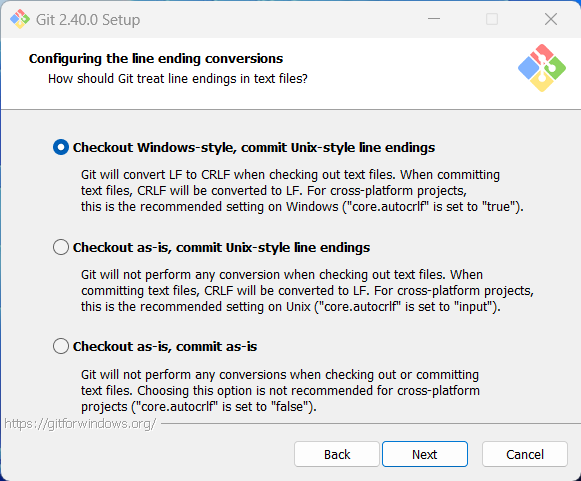 Git 2.40.0 Setup
Configuring the line ending conversions
How should Git treat line endings in text files?
Checkout Windows-style, commit Unix-style line endings
Git will convert LF to CRLF when checking out text files. When committing
text files, CRLF will be converted to LF. For cross-platform projects,
this is the recommended setting on Windows ("core.autocrlf" is set to "true").
Checkout as-is, commit Unix-style line endings
Git will not perform any conversion when checking out text files. When
committing text files, CRLF will be converted to LF. For cross-platform projects,
this is the recommended setting on Unix ("core.autocrlf" is set to "input").
Checkout as-is, commit as-is
Git will not perform any conversions when checking out or committing
text files. Choosing this option is not recommended for cross-platform
projects ("core.autocrlf" is set to "false").
https://gitforwindows.org/
Back Next Cancel